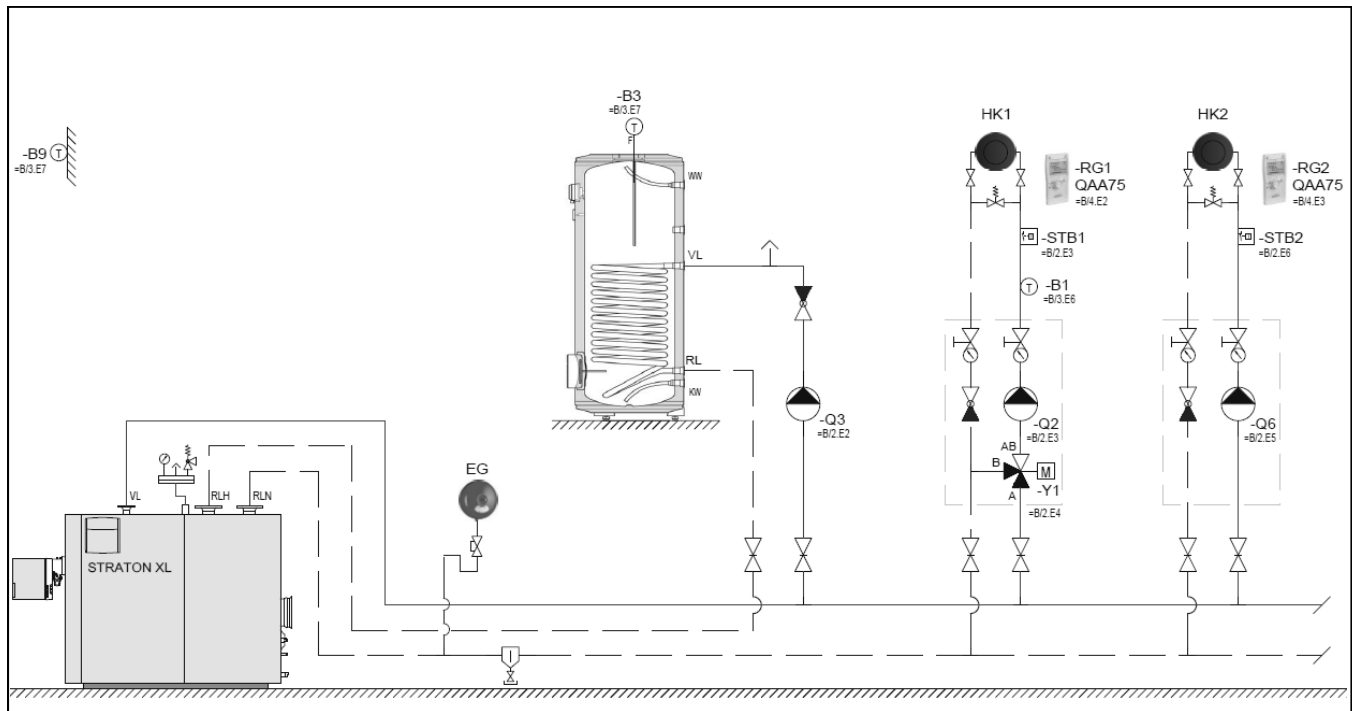 -B3
=B/3.E7
T
F
-B9
T
=B/3.E7
HK1
HK2
-RG1
QAA75
=B/4.E2
-RG2
QAA75
=B/4.E3
WW
-STB1
=B/2.E3
-STB2
=B/2.E6
VL
T
-B1
=B/3.E6
RL
KW
-Q3
=B/2.E2
-Q2
=B/2.E3
-Q6
=B/2.E5
AB
B
M
-Y1
A
=B/2.E4
EG
VL
RLH
RLN
STRATON XL